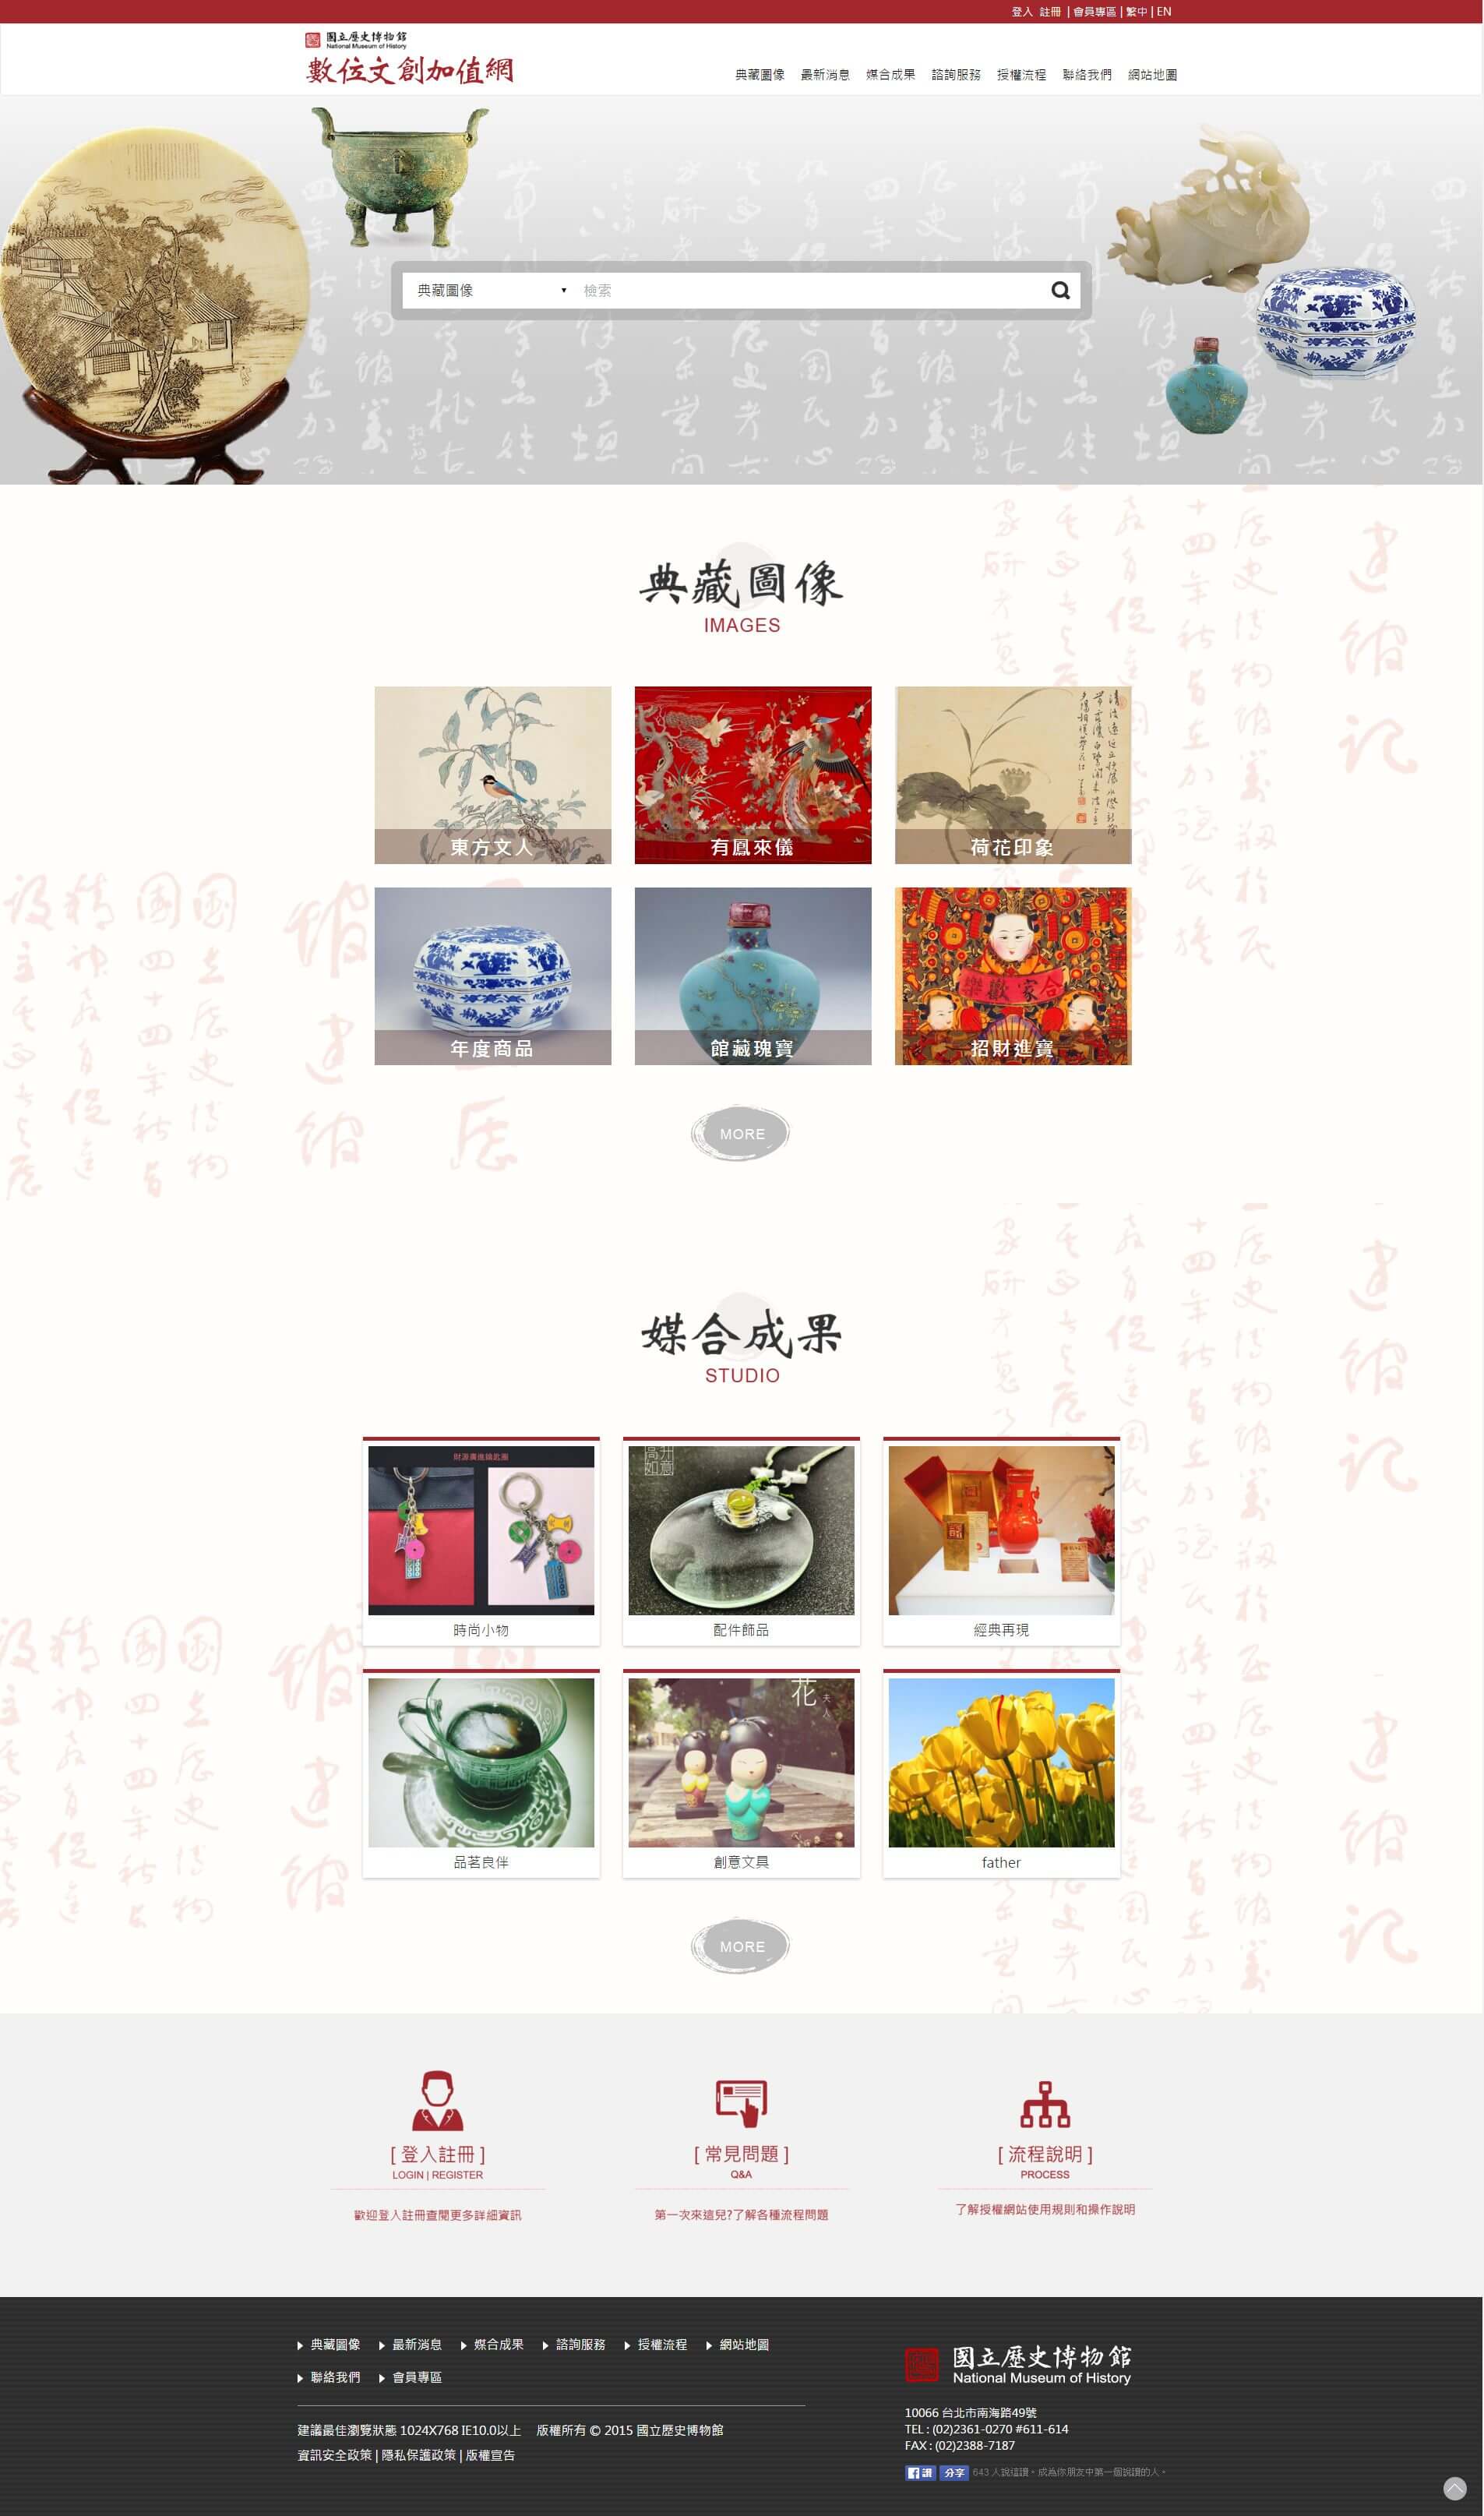 登入 註冊 | 會員專區 | 繁中 | EN
國立歷史博物館
National Museum of History
數位文創加值網
典藏圖像 最新消息 媒合成果 諮詢服務 授權流程 聯絡我們 網站地圖
典藏圖像 檢索
典藏圖像
IMAGES
東方文人 有鳳來儀 荷花印象
年度商品 館藏瑰寶 招財進寶
MORE
媒合成果
STUDIO
財源廣進鑰匙圈
高升
如意
時尚小物 配件飾品 經典再現
花
夫人
品茗良伴 創意文具 father
MORE
[ 登入註冊 ] [ 常見問題 ] [ 流程說明 ]
LOGIN | REGISTER Q&A PROCESS
歡迎登入註冊查閱更多詳細資訊 第一次來這兒?了解各種流程問題 了解授權網站使用規則和操作說明
典藏圖像 最新消息 媒合成果 諮詢服務 授權流程 網站地圖
聯絡我們 會員專區
建議最佳瀏覽狀態 1024X768 IE10.0以上 版權所有 © 2015 國立歷史博物館
資訊安全政策 | 隱私保護政策 | 版權宣告
國立歷史博物館
National Museum of History
10066 台北市南海路49號
TEL : (02)2361-0270 #611-614
FAX : (02)2388-7187
讚 分享 643 人說這讚。成為你朋友中第一個說讚的人。